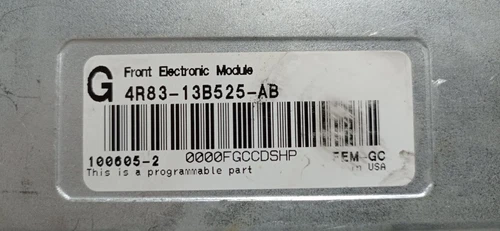 G Front Electronic Module
4R83-13B525-AB
100605-2 0000FGCCDSHP FEM-GC
This is a programmable part USA